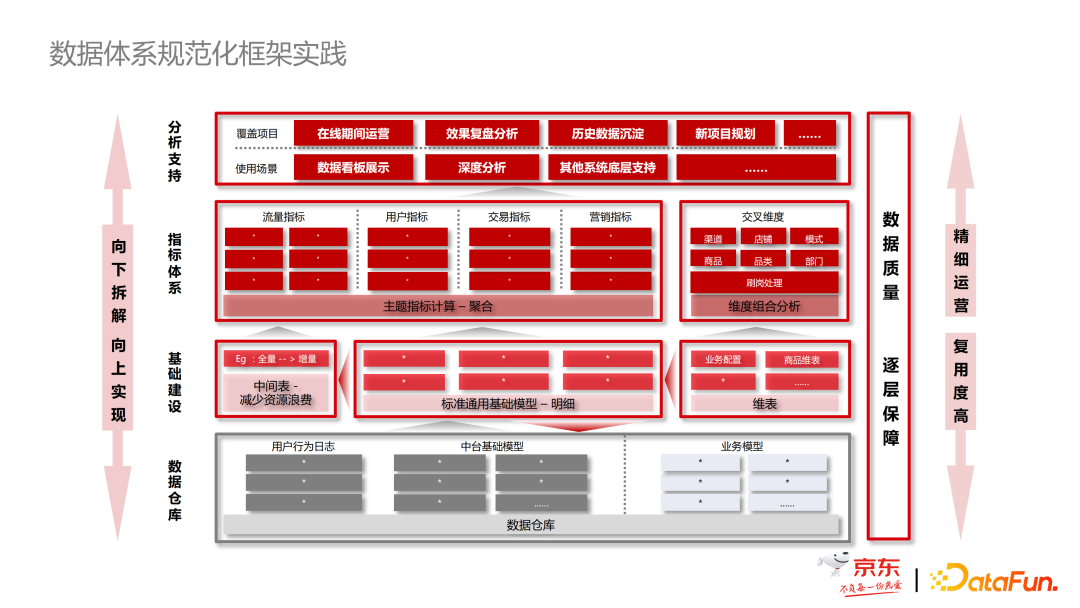 数据体系规范化框架实践
分析支持
覆盖项目
在线期间运营
效果复盘分析
历史数据沉淀
新项目规划
......
使用场景
数据看板展示
深度分析
其他系统底层支持
......
指标体系
流量指标
用户指标
交易指标
营销指标
* * * * *
* * * * *
* * * * *
主题指标计算 – 聚合
交叉维度
渠道 店铺 模式
商品 品类 部门
刷岗处理
维度组合分析
基础建设
Eg ：全量 -- > 增量
中间表 -
减少资源浪费
* * *
* * *
标准通用基础模型 – 明细
业务配置 商品维表
* ......
维表
数据仓库
用户行为日志
*
*
*
中台基础模型
* *
* *
* ......
业务模型
* *
* *
* ......
数据仓库
向下拆解
向上实现
数据质量
逐层保障
精细运营
复用度高
京东
不负每一份热爱
|
DataFun.